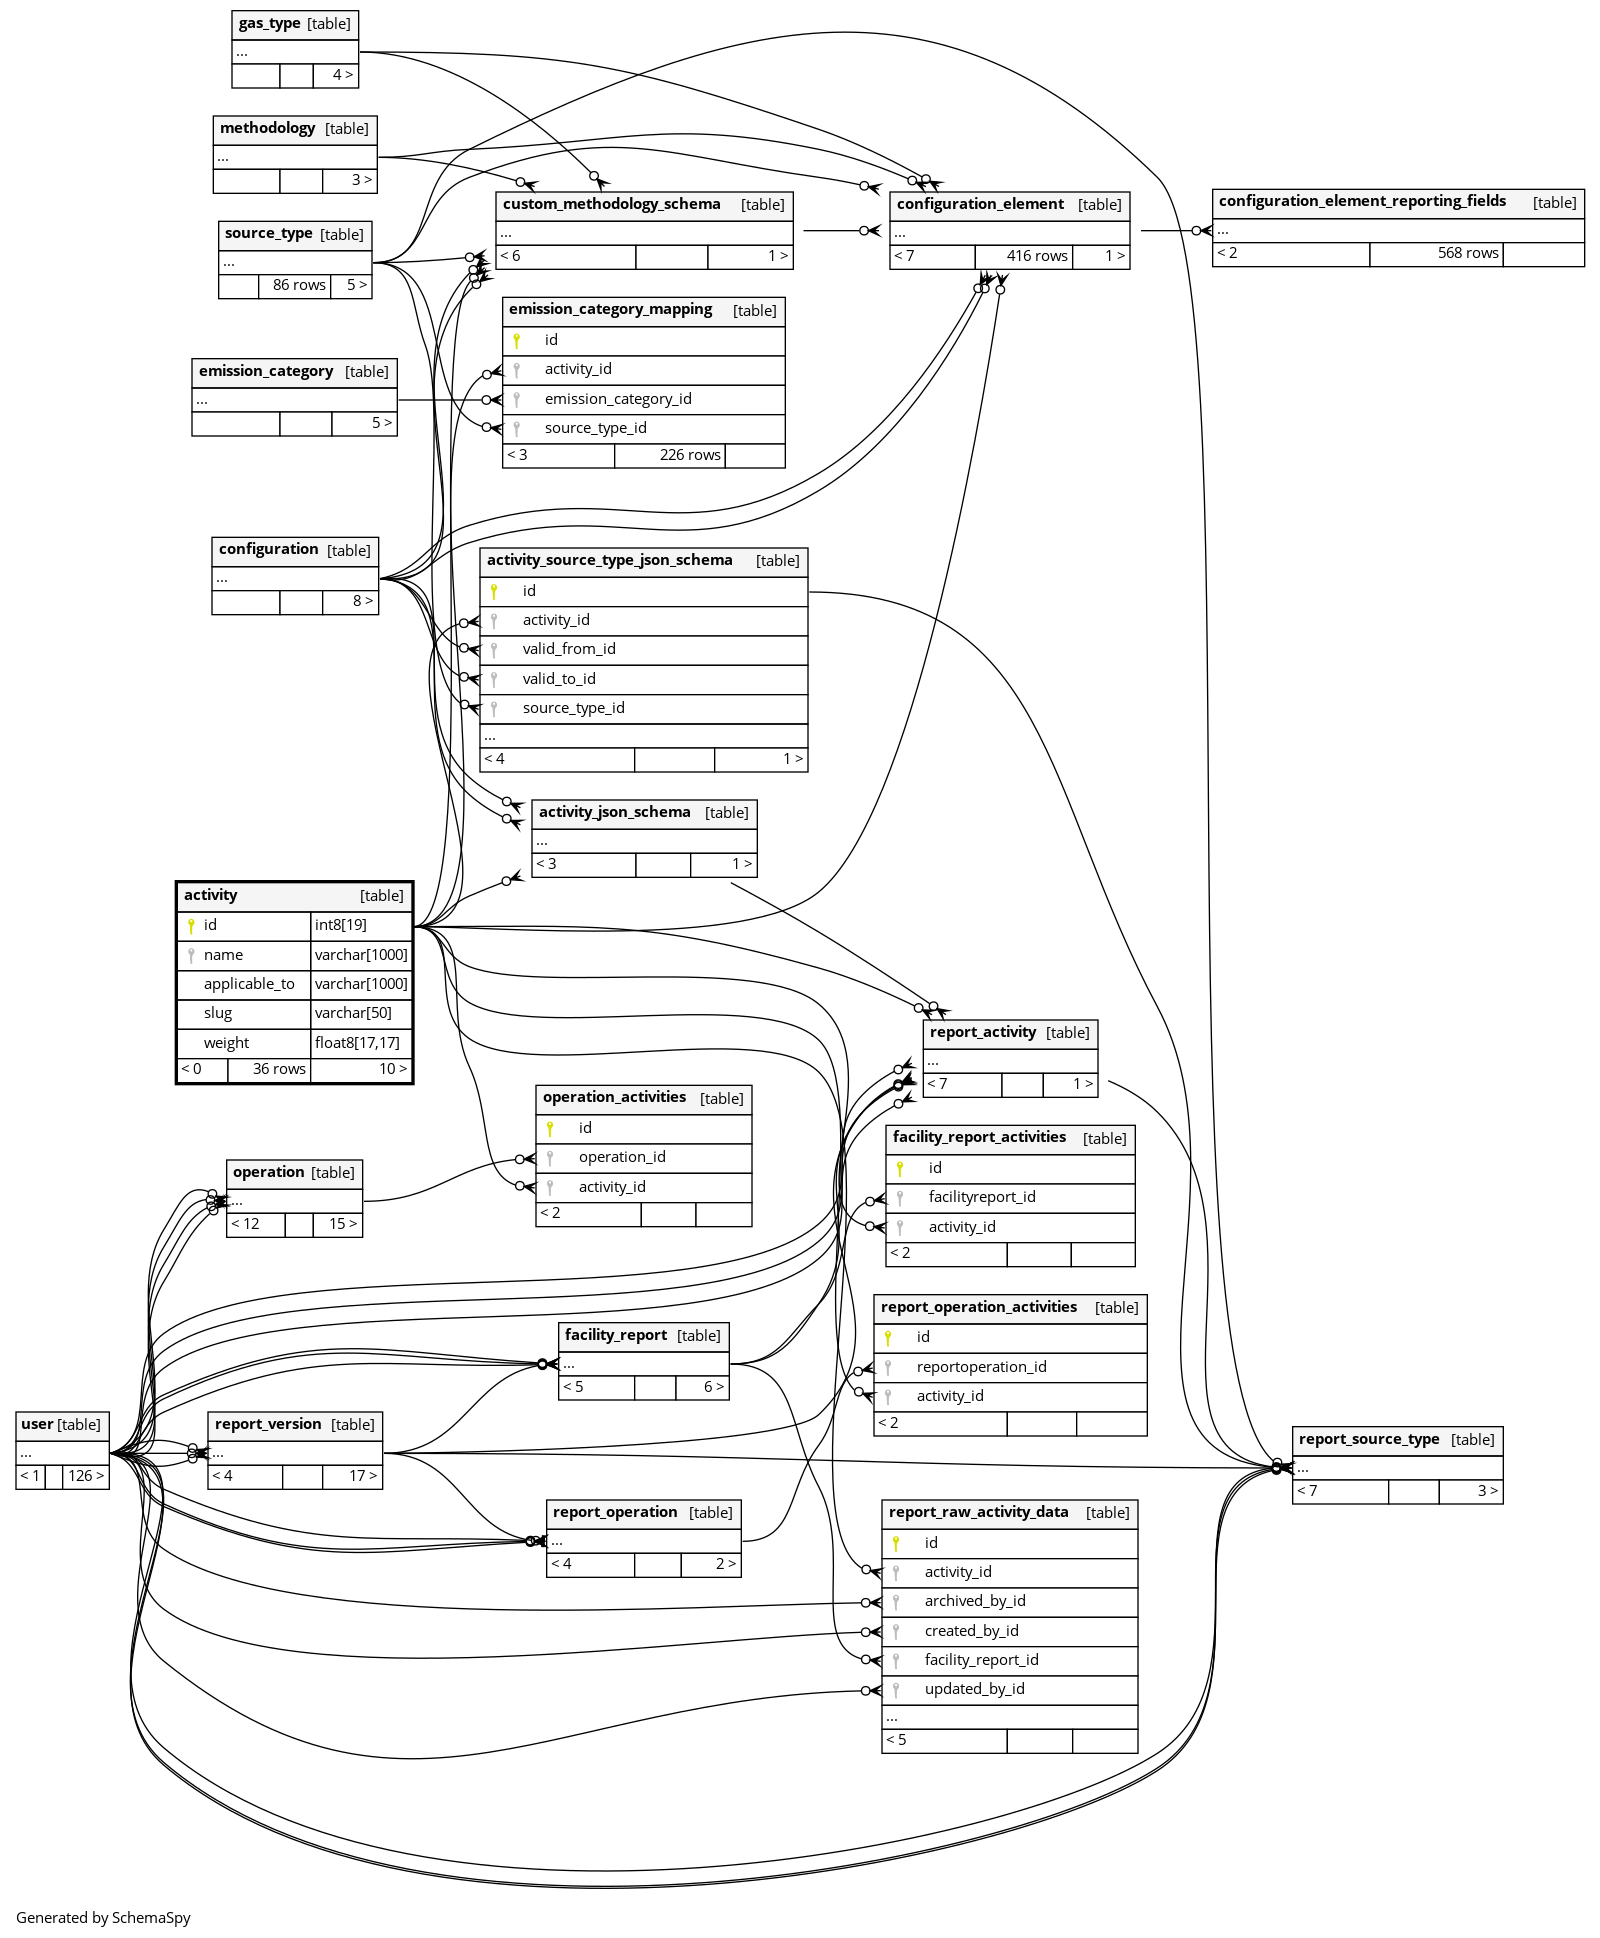 gas_type [table]
...
4 >
methodology [table]
...
3 >
source_type [table]
...
86 rows 5 >
custom_methodology_schema [table]
...
< 6 1 >
configuration_element [table]
...
< 7 416 rows 1 >
configuration_element_reporting_fields [table]
...
< 2 568 rows
emission_category_mapping [table]
id
activity_id
emission_category_id
source_type_id
< 3 226 rows
emission_category [table]
...
5 >
configuration [table]
...
8 >
activity_source_type_json_schema [table]
id
activity_id
valid_from_id
valid_to_id
source_type_id
...
< 4 1 >
activity_json_schema [table]
...
< 3 1 >
activity [table]
id int8[19]
name varchar[1000]
applicable_to varchar[1000]
slug varchar[50]
weight float8[17,17]
< 0 36 rows 10 >
report_activity [table]
...
< 7 1 >
operation_activities [table]
id
operation_id
activity_id
< 2
facility_report_activities [table]
id
facilityreport_id
activity_id
< 2
operation [table]
...
< 12 15 >
report_operation_activities [table]
id
reportoperation_id
activity_id
< 2
facility_report [table]
...
< 5 6 >
user [table]
...
< 1 126 >
report_version [table]
...
< 4 17 >
report_source_type [table]
...
< 7 3 >
report_operation [table]
...
< 4 2 >
report_raw_activity_data [table]
id
activity_id
archived_by_id
created_by_id
facility_report_id
updated_by_id
...
< 5
Generated by SchemaSpy